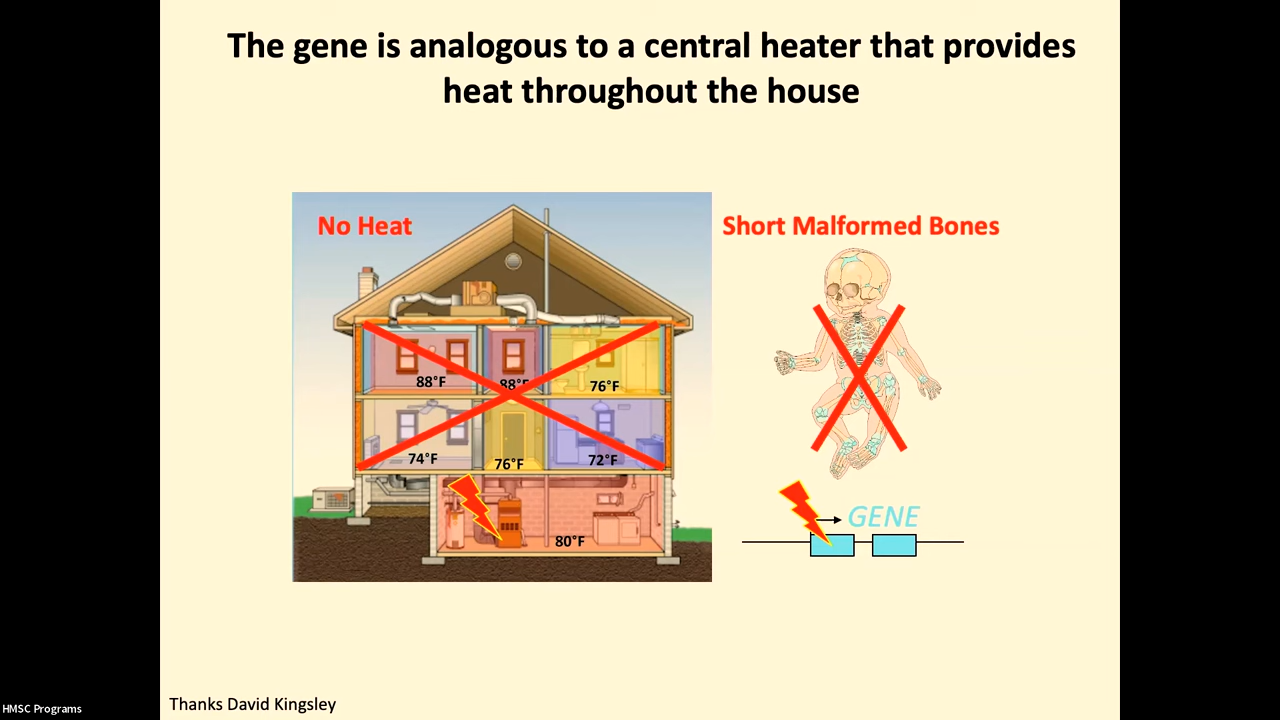 The gene is analogous to a central heater that provides
heat throughout the house
No Heat
Short Malformed Bones
88°F
88°F
76°F
74°F
76°F
72°F
80°F
GENE
Thanks David Kingsley
HMSC Programs